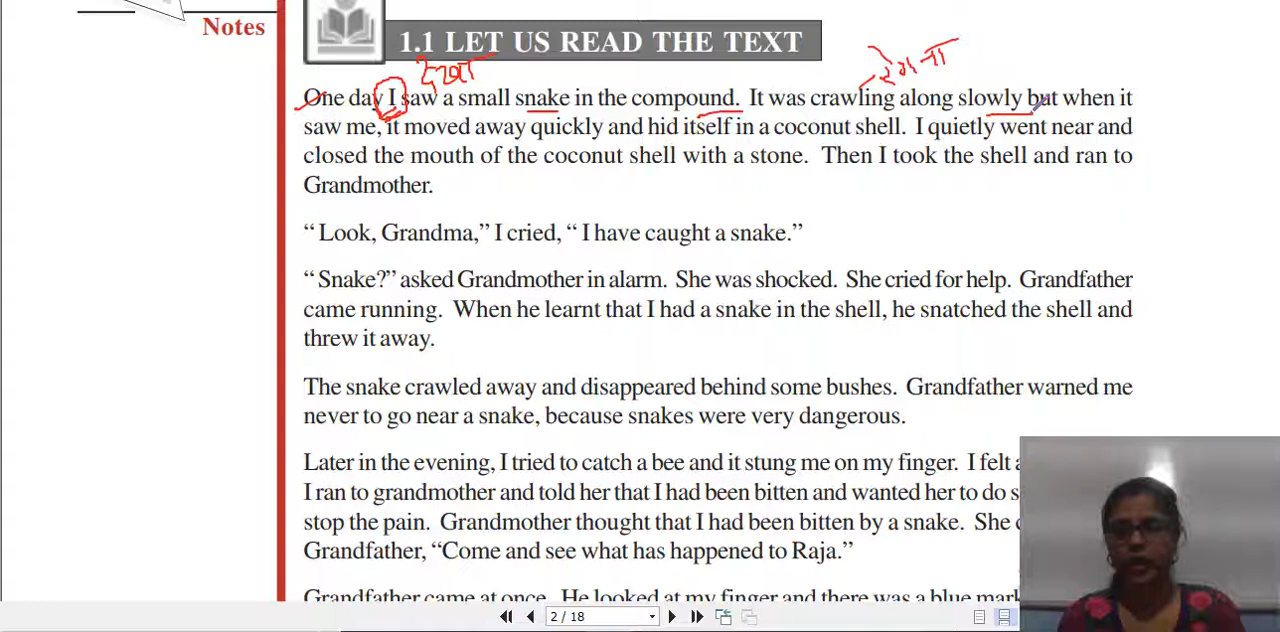 Notes
1.1 LET US READ THE TEXT
राजा
रेंगना
One day I saw a small snake in the compound. It was crawling along slowly but when it
saw me, it moved away quickly and hid itself in a coconut shell. I quietly went near and
closed the mouth of the coconut shell with a stone. Then I took the shell and ran to
Grandmother.
“ Look, Grandma,” I cried, “ I have caught a snake.”
“ Snake?” asked Grandmother in alarm. She was shocked. She cried for help. Grandfather
came running. When he learnt that I had a snake in the shell, he snatched the shell and
threw it away.
The snake crawled away and disappeared behind some bushes. Grandfather warned me
never to go near a snake, because snakes were very dangerous.
Later in the evening, I tried to catch a bee and it stung me on my finger. I felt
I ran to grandmother and told her that I had been bitten and wanted her to do
stop the pain. Grandmother thought that I had been bitten by a snake. She
Grandfather, “Come and see what has happened to Raja.”
Grandfather came at once. He looked at my finger and there was a blue mark
2 / 18